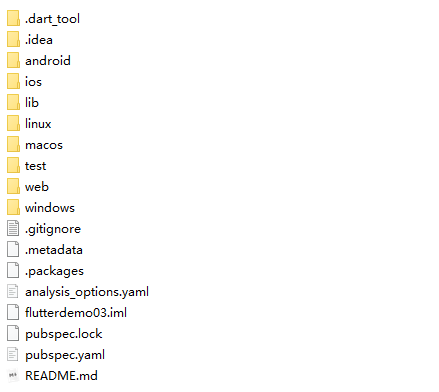 .dart_tool
.idea
android
ios
lib
linux
macos
test
web
windows
.gitignore
.metadata
.packages
analysis_options.yaml
flutterdemo03.iml
pubspec.lock
pubspec.yaml
README.md